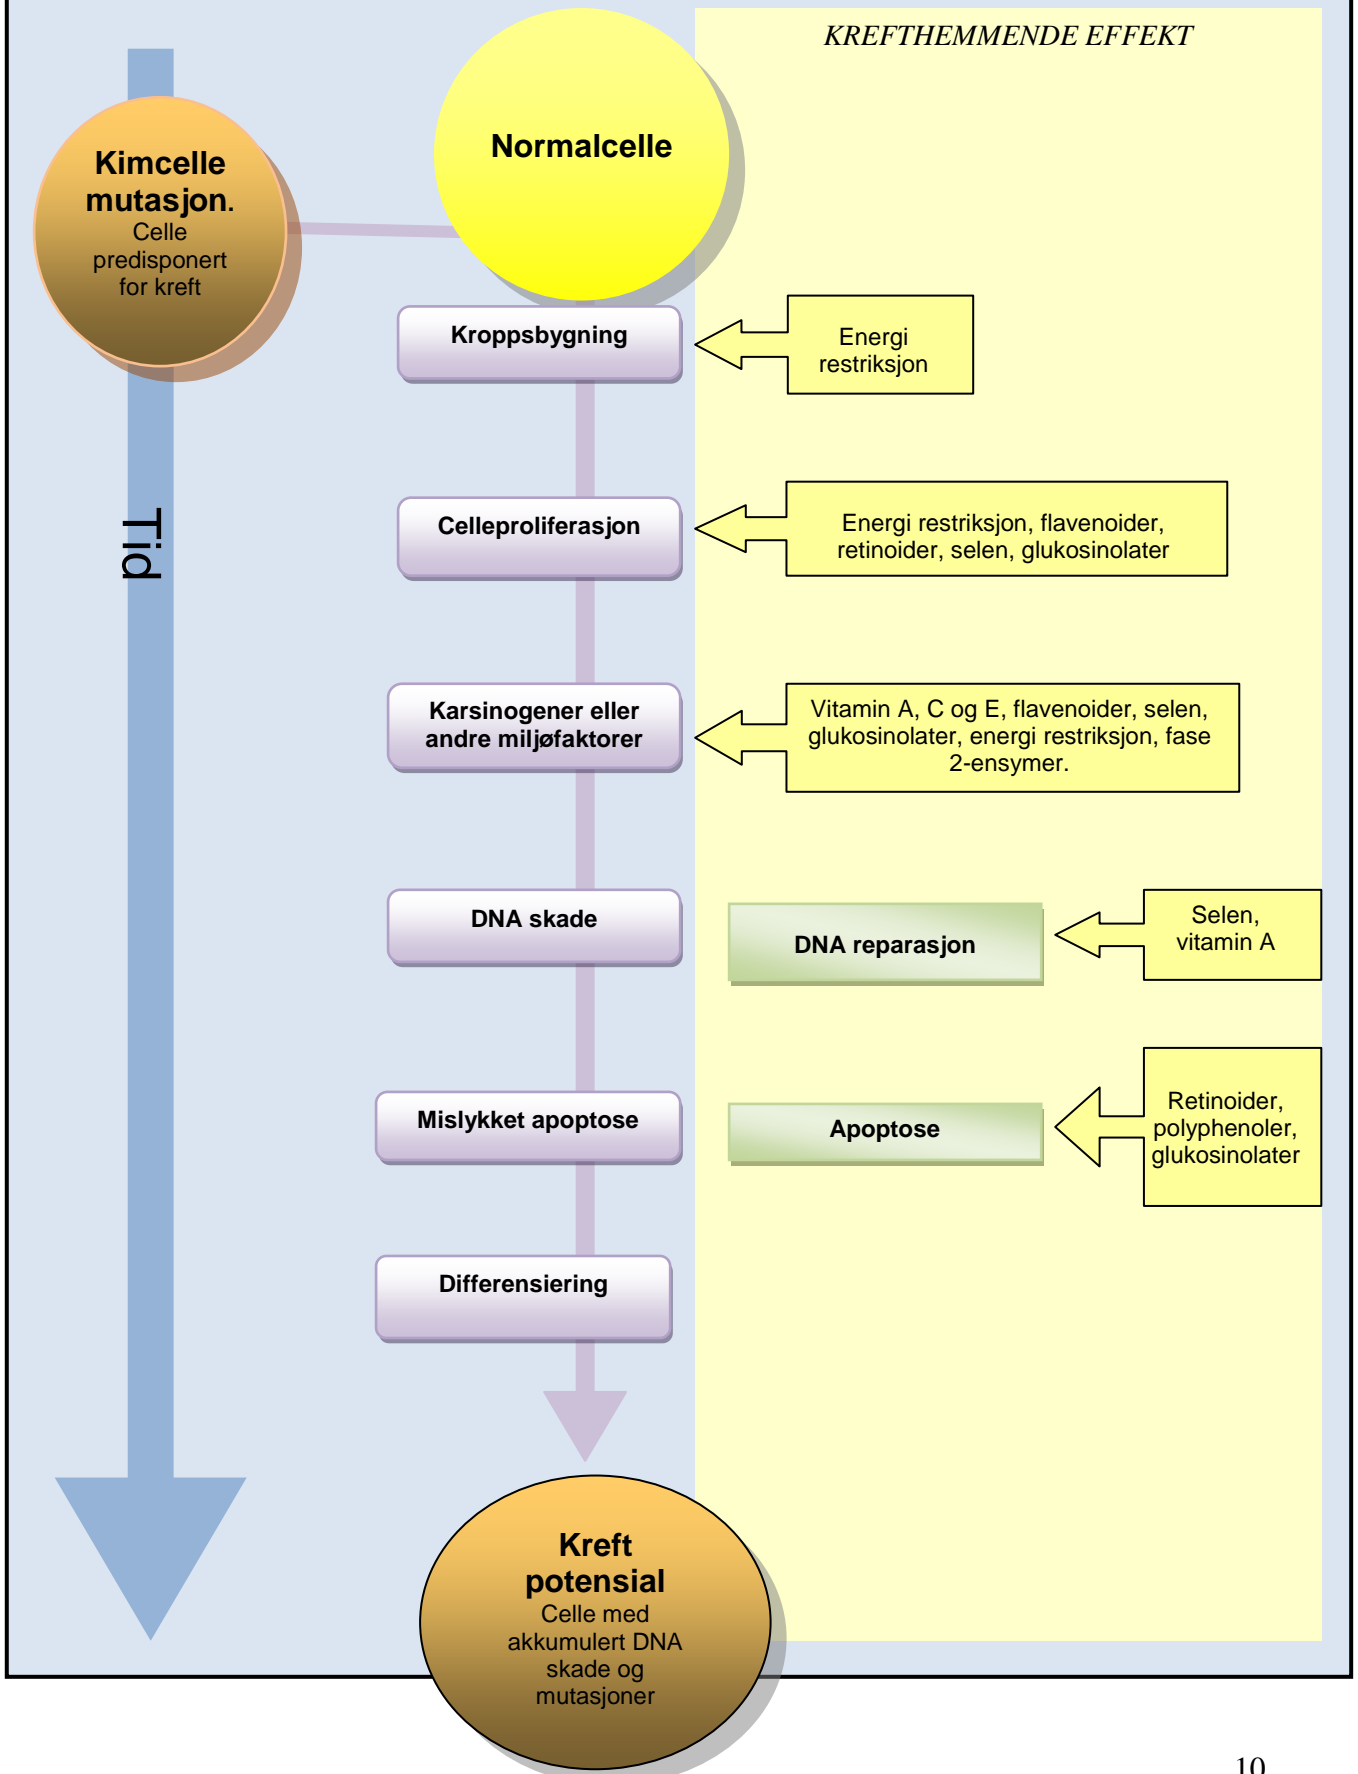 KREFTHEMMENDE EFFEKT
Normalcelle
Kimcelle
mutasjon.
Celle
predisponert
for kreft
Kroppsbygning
Energi
restriksjon
Tid
Celleproliferasjon
Energi restriksjon, flavenoider,
retinoider, selen, glukosinolater
Karsinogener eller
andre miljøfaktorer
Vitamin A, C og E, flavenoider, selen,
glukosinolater, energi restriksjon, fase
2-ensymer.
DNA skade
DNA reparasjon
Selen,
vitamin A
Mislykket apoptose
Apoptose
Retinoider,
polyphenoler,
glukosinolater
Differensiering
Kreft
potensial
Celle med
akkumulert DNA
skade og
mutasjoner
10